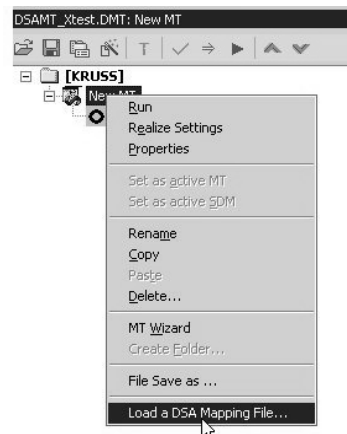 DSAMT_Xtest.DMT: New MT
T
[KRUSS]
New MT
Run
Realize Settings
Properties
Set as active MT
Set as active SDM
Rename
Copy
Paste
Delete...
MT Wizard
Create Folder...
File Save as ...
Load a DSA Mapping File...